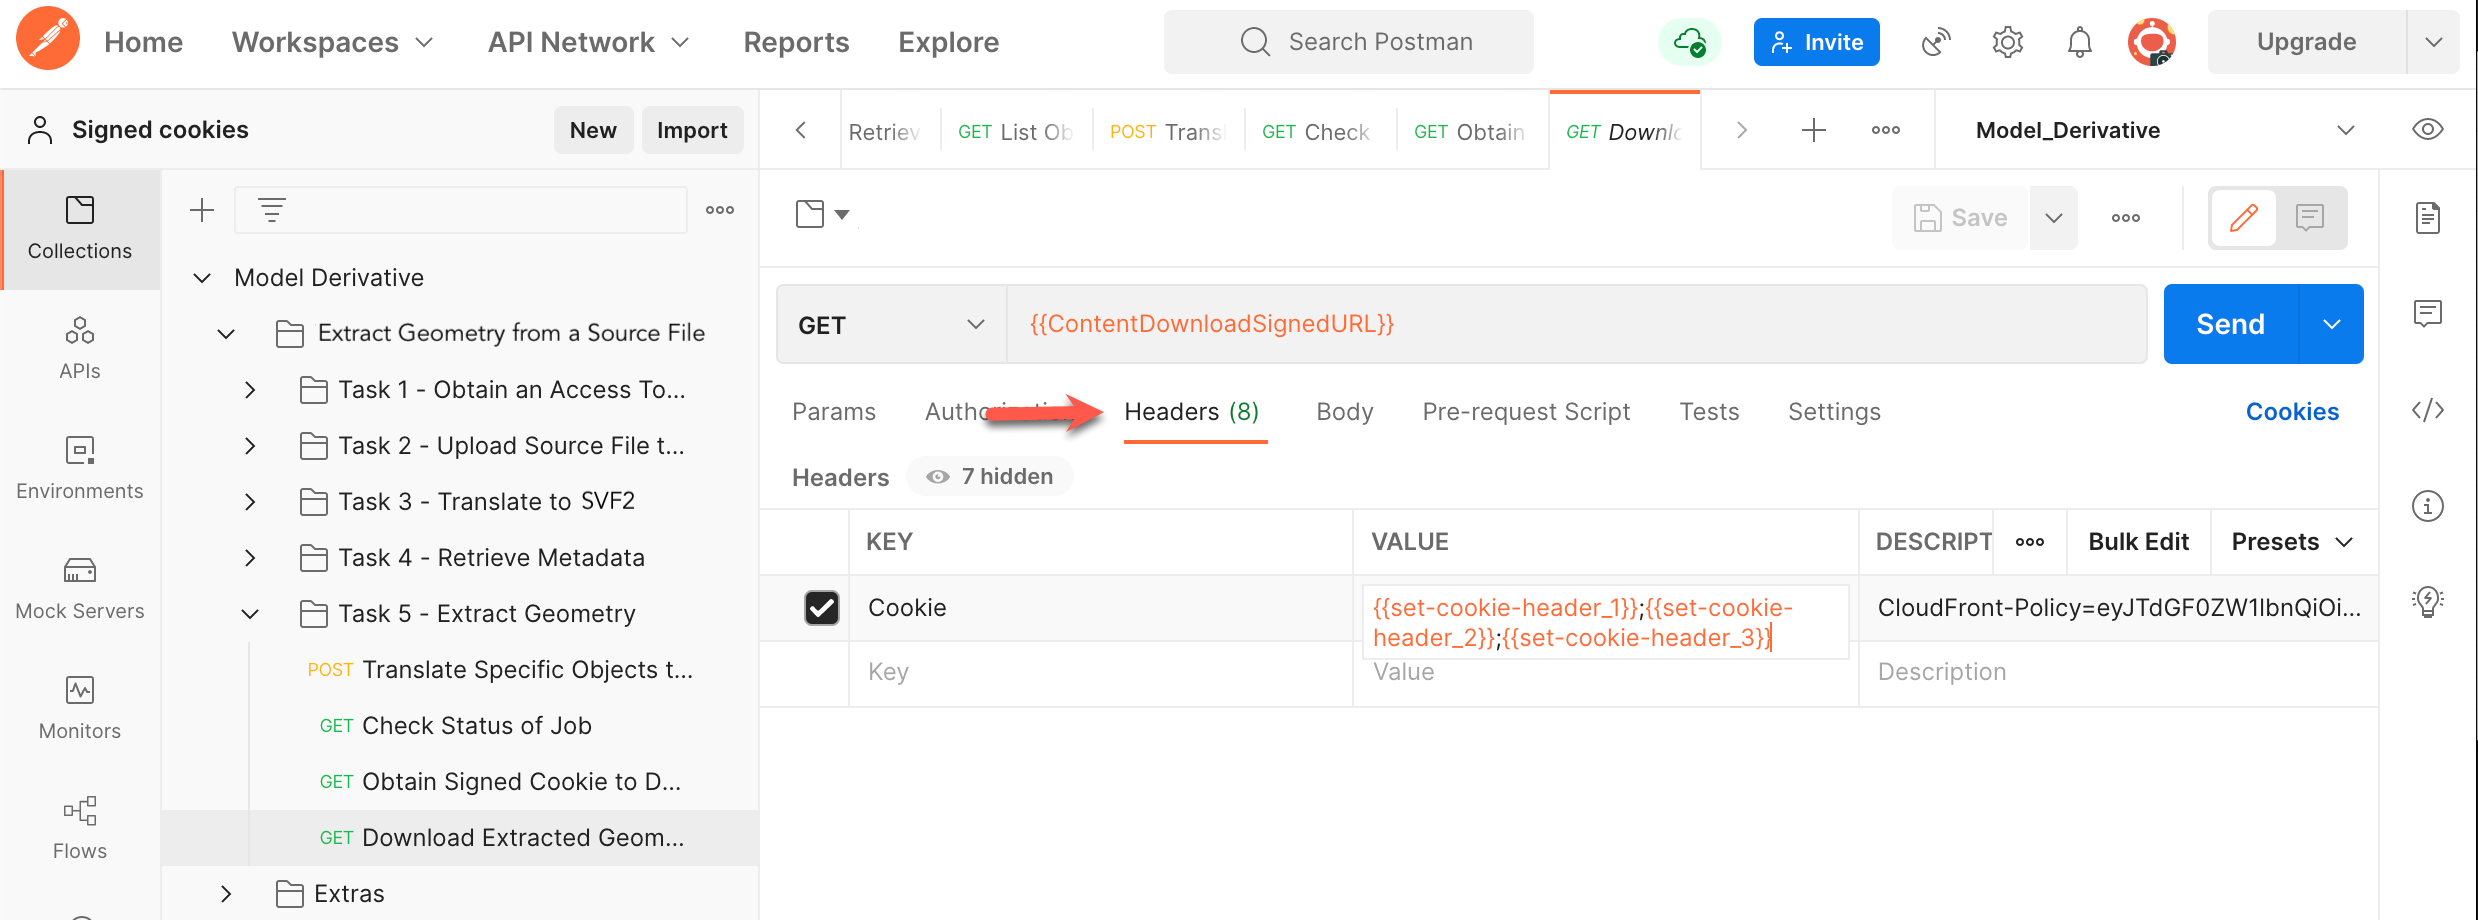 Home
Workspaces
API Network
Reports
Explore
Search Postman
Invite
Upgrade
Signed cookies
New
Import
Retriev
GET List Ob
POST Transl
GET Check
GET Obtain
GET Downlo
Model_Derivative
Collections
APIs
Environments
Mock Servers
Monitors
Flows
Model Derivative
Extract Geometry from a Source File
Task 1 - Obtain an Access To...
Task 2 - Upload Source File t...
Task 3 - Translate to SVF2
Task 4 - Retrieve Metadata
Task 5 - Extract Geometry
POST Translate Specific Objects t...
GET Check Status of Job
GET Obtain Signed Cookie to D...
GET Download Extracted Geom...
Extras
Save
GET
{{ContentDownloadSignedURL}}
Send
Params
Headers (8)
Body
Pre-request Script
Tests
Settings
Cookies
Headers
7 hidden
KEY
VALUE
DESCRIPT
Bulk Edit
Presets
Cookie
{{set-cookie-header_1}};{{set-cookie-
header_2}};{{set-cookie-header_3}}
CloudFront-Policy=eyJTdGF0ZW1lbnQiOi...
Key
Value
Description